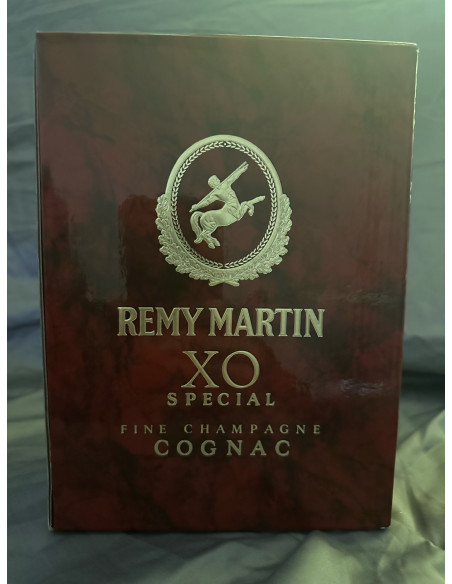 REMY MARTIN
XO
SPECIAL
FINE CHAMPAGNE
COGNAC